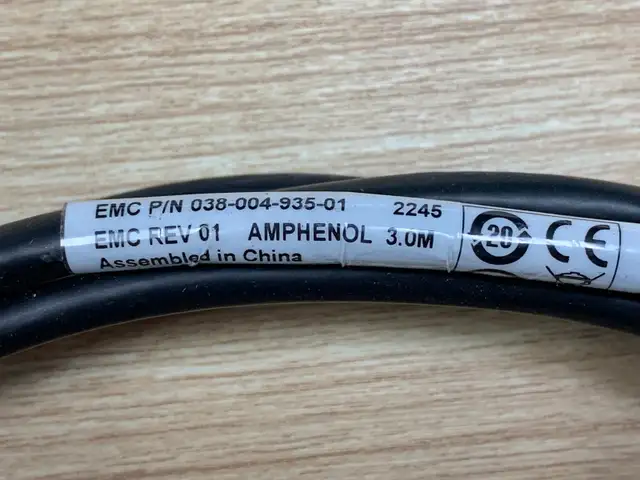 EMC P/N 038-004-935-01 2245
EMC REV 01 AMPHENOL 3.0M
Assembled in China
20
CE